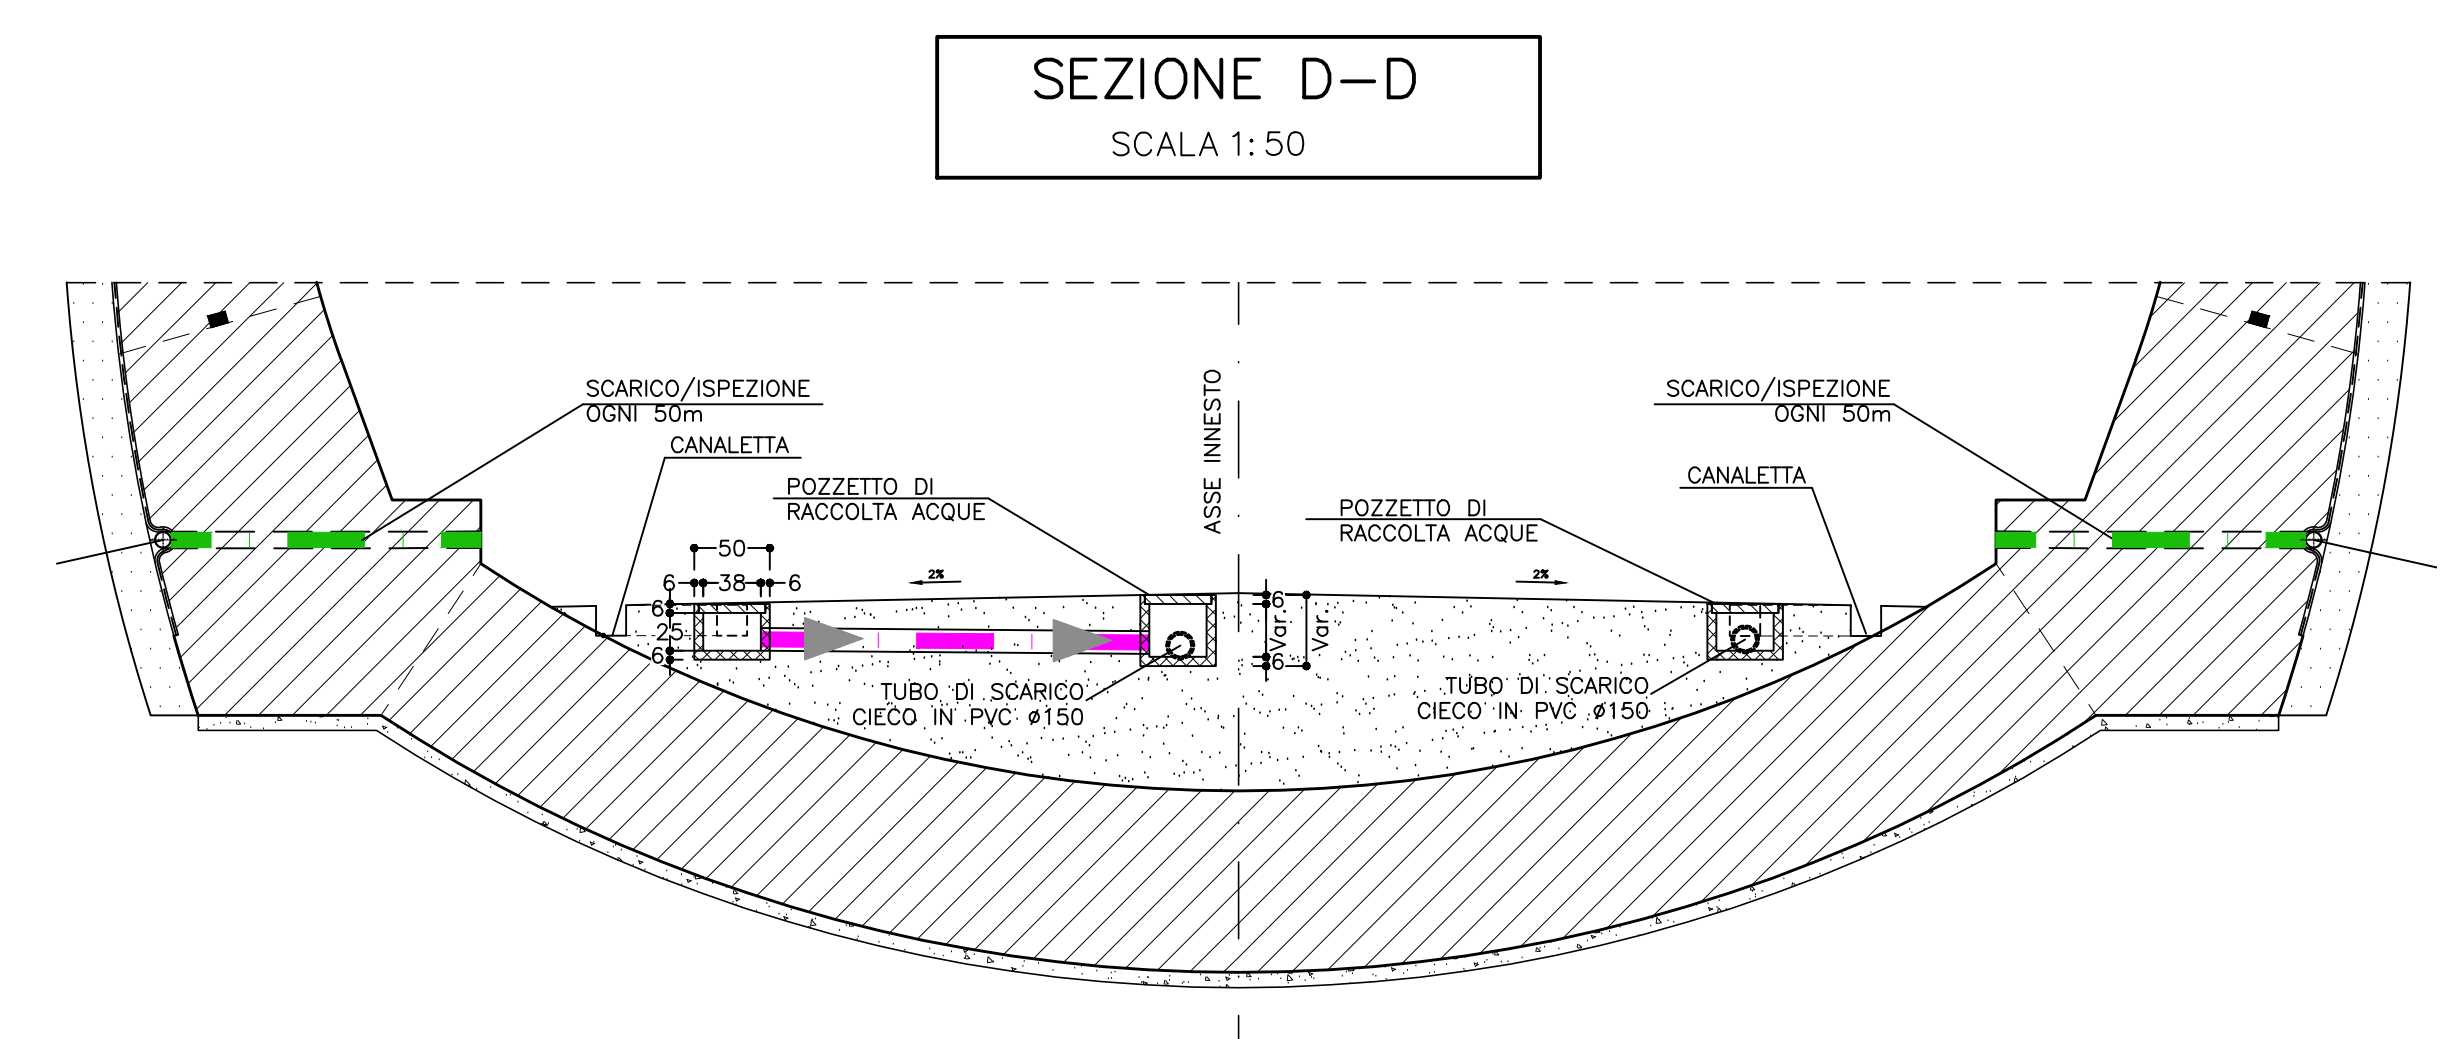 SEZIONE D-D
SCALA 1:50
SCARICO/ISPEZIONE
OGNI 50m
CANALETTA
POZZETTO DI
RACCOLTA ACQUE
ASSE INNESTO
SCARICO/ISPEZIONE
OGNI 50m
CANALETTA
POZZETTO DI
RACCOLTA ACQUE
50
6 38 6
2%
2%
6
25
6
6
Var.
6
Var.
TUBO DI SCARICO
CIECO IN PVC ø150
TUBO DI SCARICO
CIECO IN PVC ø150